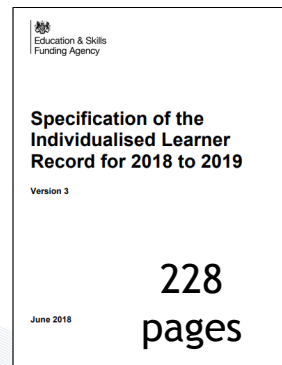 Education & Skills
Funding Agency
Specification of the
Individualised Learner
Record for 2018 to 2019
Version 3
228
pages
June 2018